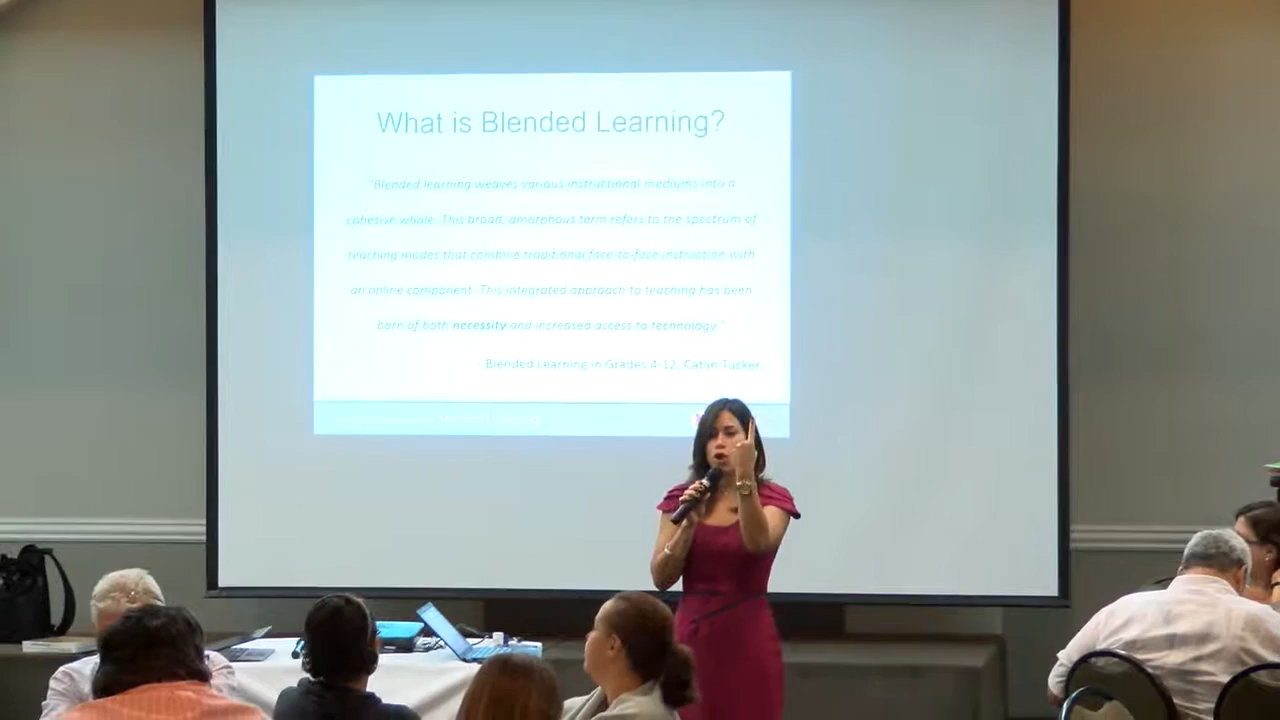 What is Blended Learning?
"Blended learning weaves various instructional mediums into a
cohesive whole. This broad, amorphous term refers to the spectrum of
teaching modes that combine traditional face-to-face instruction with
an online component. This integrated approach to teaching has been
born of both necessity and increased access to technology."
Blended Learning in Grades 4-12, Catlin Tucker
University